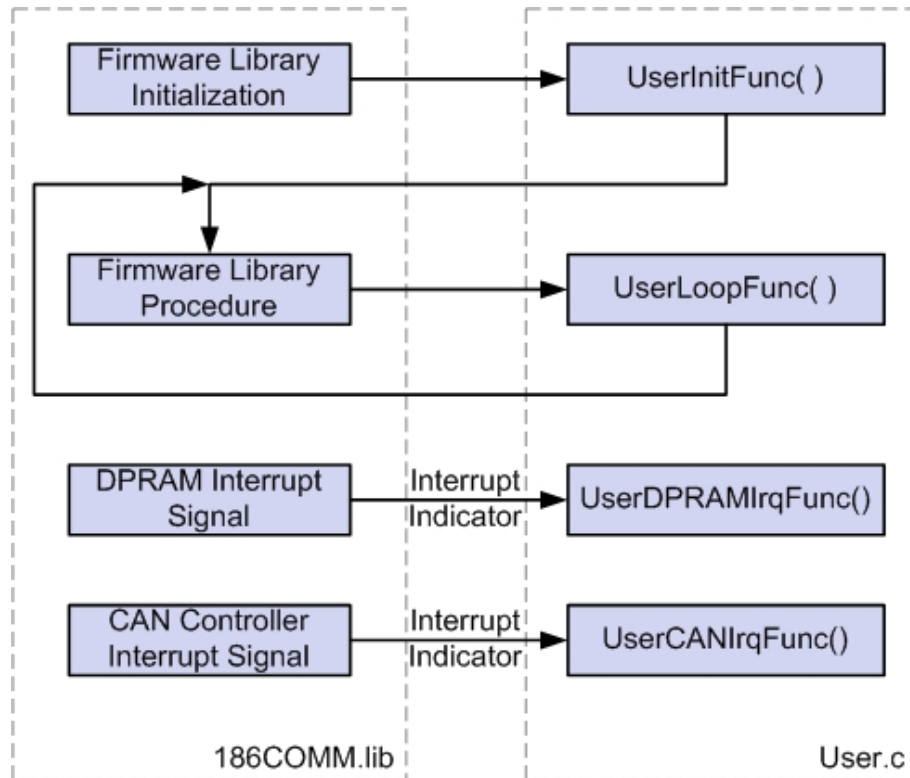 Firmware Library
Initialization
UserInitFunc( )
Firmware Library
Procedure
UserLoopFunc( )
DPRAM Interrupt
Signal
Interrupt
Indicator
UserDPRAMIrqFunc()
CAN Controller
Interrupt Signal
Interrupt
Indicator
UserCANIrqFunc()
186COMM.lib
User.c